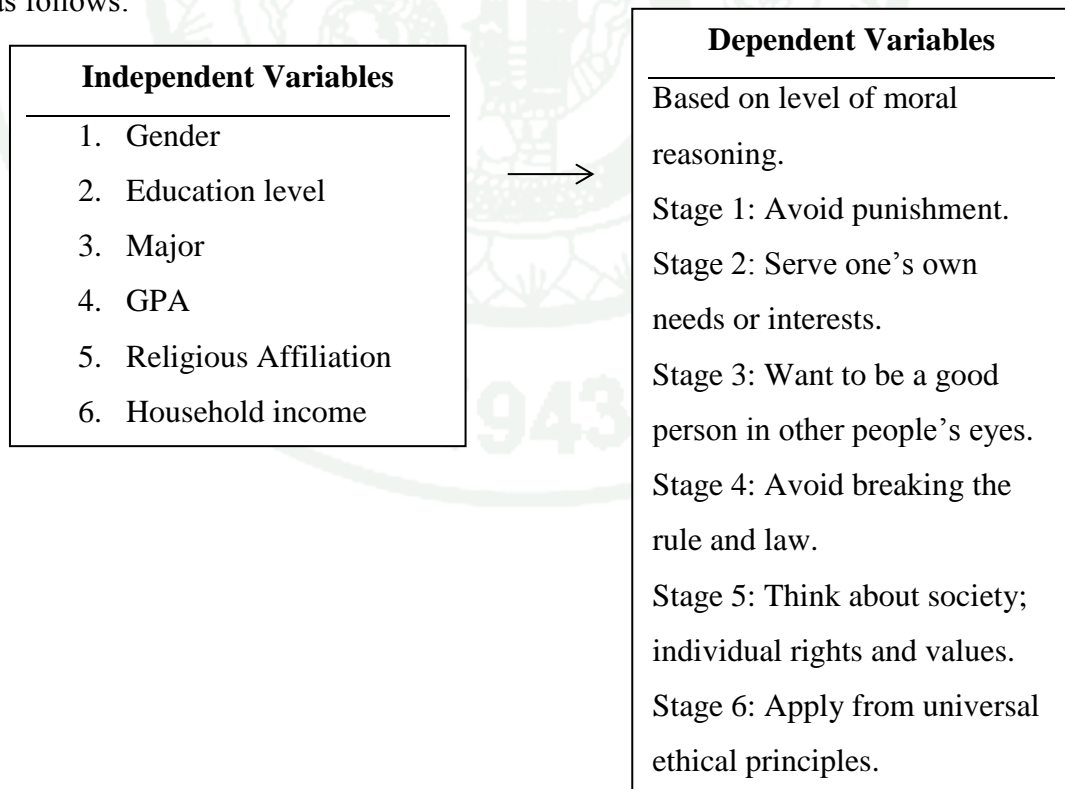 as follows.
Independent Variables
1. Gender
2. Education level
3. Major
4. GPA
5. Religious Affiliation
6. Household income
Dependent Variables
Based on level of moral
reasoning.
Stage 1: Avoid punishment.
Stage 2: Serve one’s own
needs or interests.
Stage 3: Want to be a good
person in other people’s eyes.
Stage 4: Avoid breaking the
rule and law.
Stage 5: Think about society;
individual rights and values.
Stage 6: Apply from universal
ethical principles.
1943